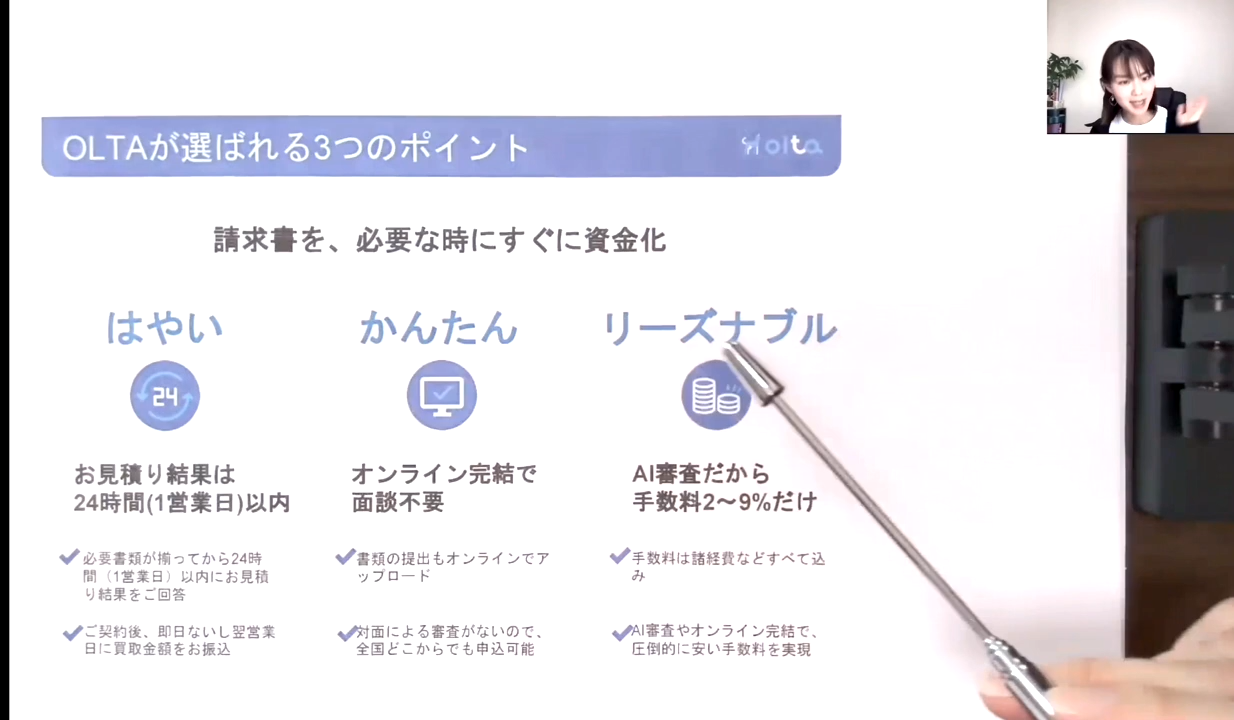 OLTAが選ばれる3つのポイント
olta
請求書を、必要な時にすぐに資金化
はやい
かんたん
リーズナブル
24
お見積り結果は
24時間(1営業日)以内
オンライン完結で
面談不要
AI審査だから
手数料2〜9%だけ
必要書類が揃ってから24時
間（1営業日）以内にお見積
り結果をご回答
書類の提出もオンラインでア
ップロード
手数料は諸経費などすべて込
み
ご契約後、即日ないし翌営業
日に買取金額をお振込
対面による審査がないので、
全国どこからでも申込可能
AI審査やオンライン完結で、
圧倒的に安い手数料を実現